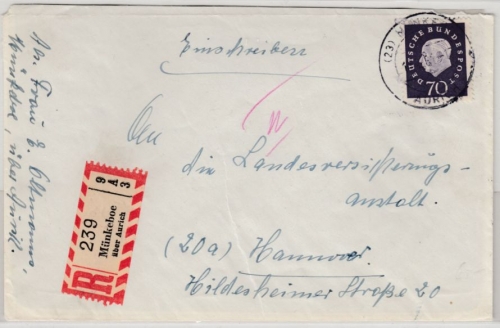 Einschreiben
An
die Landesversicherungs-
anstalt.
(20a) Hannover.
Hildesheimer Straße 20
DEUTSCHE BUNDESPOST
70
(23)
AURICH
R
239
Münkeboe
über Aurich
9
A
3
Frau E.
Münkeboe, über Aurich.